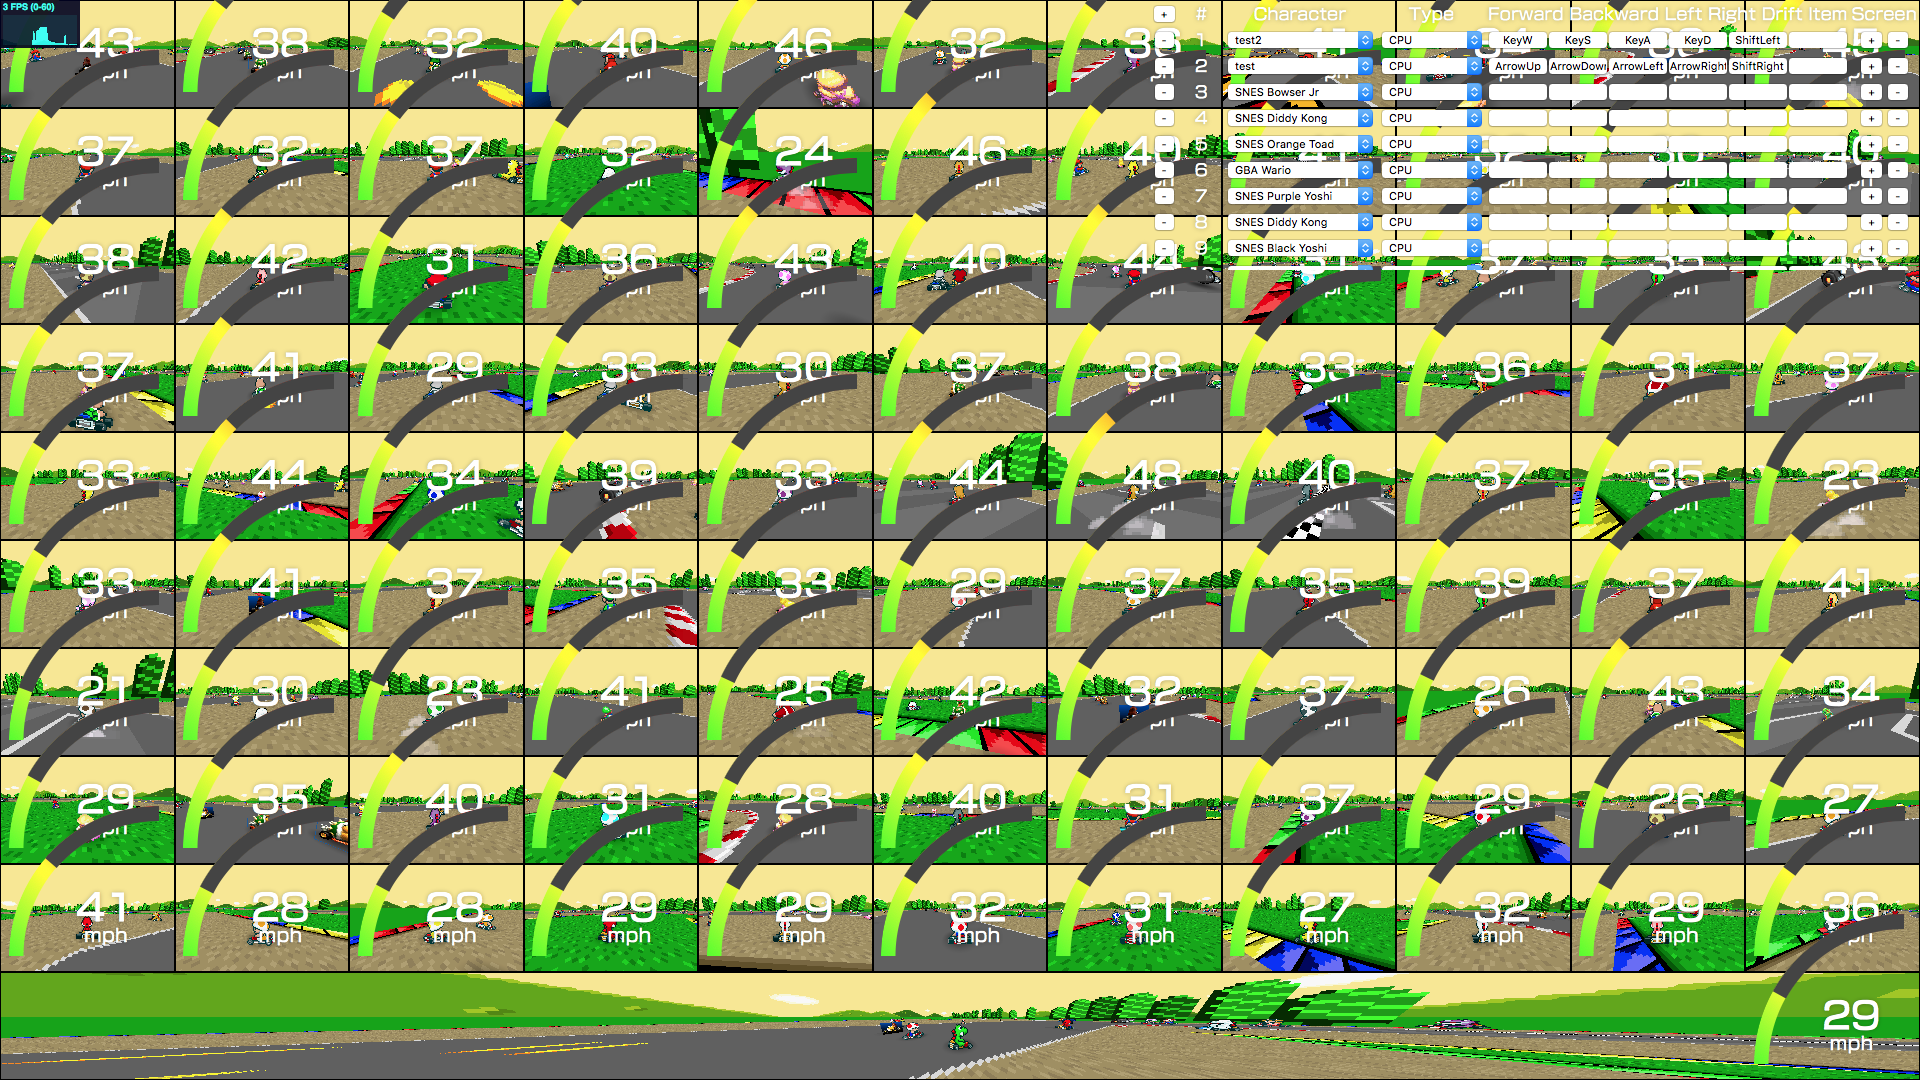 3 FPS (0-60)
+ # Character Type Forward Backward Left Right Drift Item Screen
43 38 32 40 46 32
- 1 test2 CPU KeyW KeyS KeyA KeyD ShiftLeft + -
- 2 test CPU ArrowUp ArrowDown ArrowLeft ArrowRight ShiftRight + -
- 3 SNES Bowser Jr CPU + -
- 4 SNES Diddy Kong CPU + -
37 32 37 32 24 46 40
- 5 SNES Orange Toad CPU + -
- 6 GBA Wario CPU + -
- 7 SNES Purple Yoshi CPU + -
- 8 SNES Diddy Kong CPU + -
- 9 SNES Black Yoshi CPU + -
38 42 31 36 43 40
37 41 29 33 30 37 38 33 36 31 37
33 44 34 39 33 44 48 40 37 35 23
33 41 37 35 33 29 37 35 39 37 41
21 30 23 41 25 42 32 37 26 43 34
29 35 40 31 28 40 31 37 29 26 27
41 28 28 29 29 32 31 27 32 29 36
mph mph mph mph mph mph mph mph mph mph
29
mph